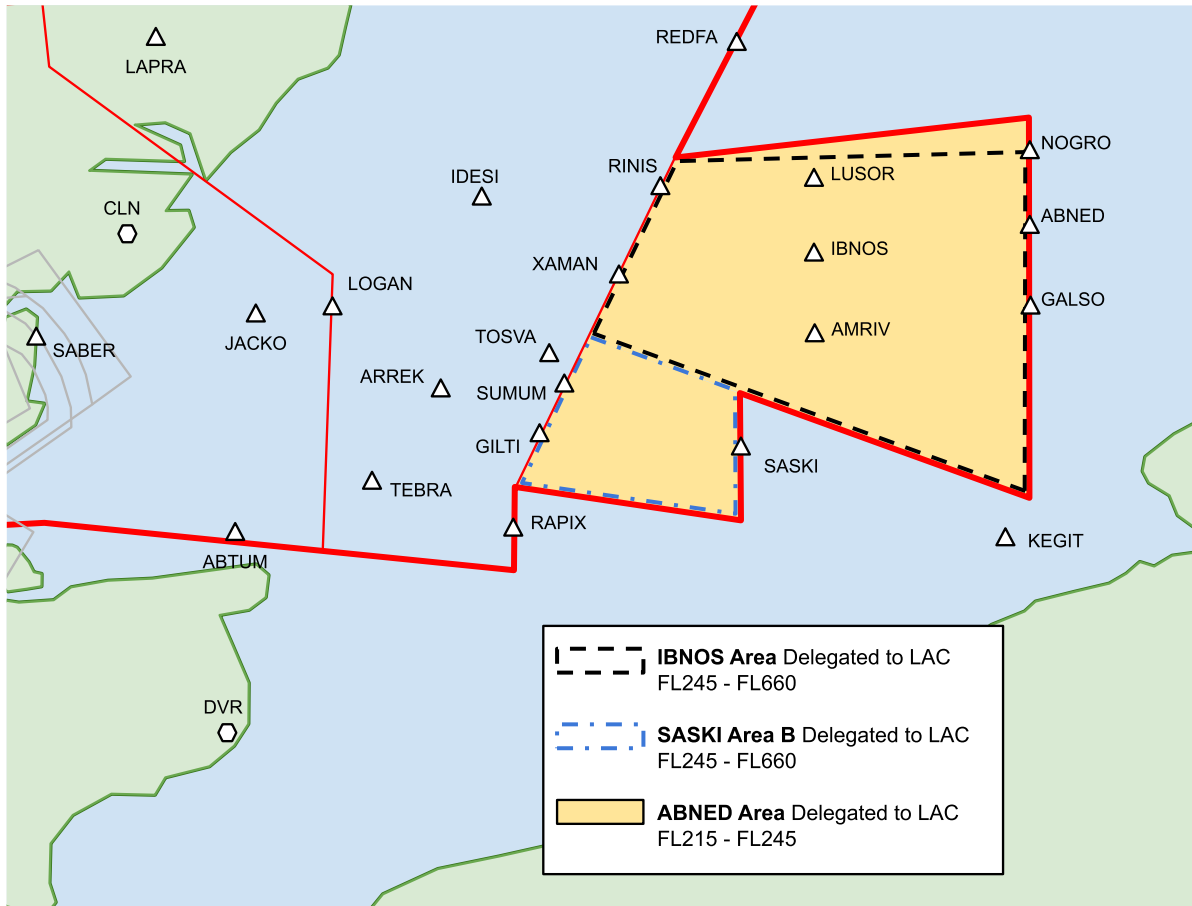 REDFA
LAPRA
NOGRO
RINIS
LUSOR
IDESI
CLN
ABNED
IBNOS
XAMAN
LOGAN
GALSO
JACKO
AMRIV
TOSVA
SABER
ARREK
SUMUM
GILTI
SASKI
TEBRA
RAPIX
KEGIT
ABTUM
DVR
IBNOS Area Delegated to LAC
FL245 - FL660
SASKI Area B Delegated to LAC
FL245 - FL660
ABNED Area Delegated to LAC
FL215 - FL245